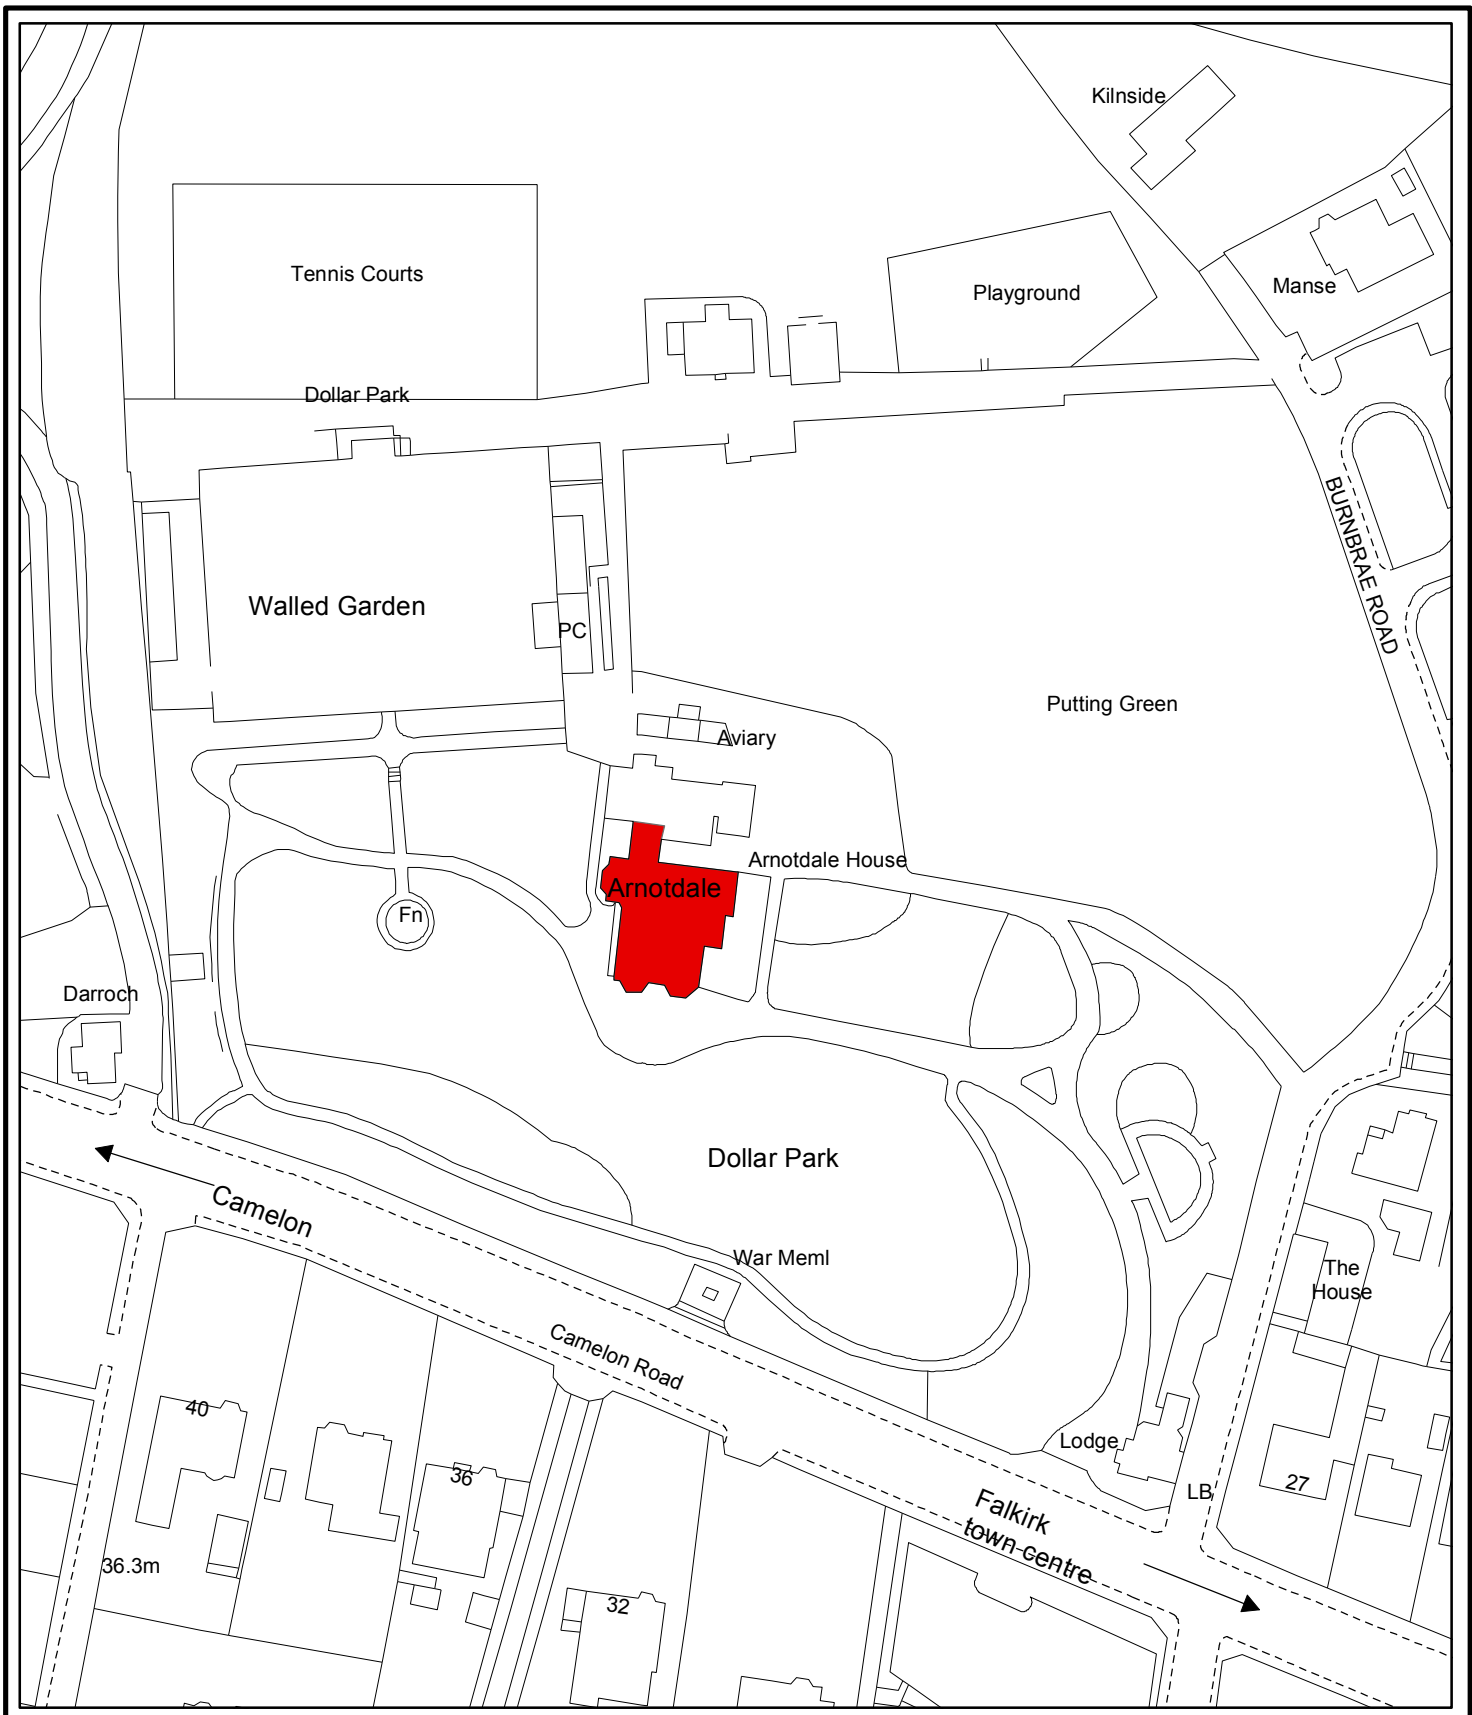 Kilnside
Tennis Courts
Playground
Manse
Dollar Park
BURNBRAE ROAD
Walled Garden
PC
Putting Green
Aviary
Arnotdale House
Arnotdale
Fn
Darroch
Dollar Park
Camelon
War Meml
The
House
Camelon Road
40
Lodge
36
27
LB
Falkirk
town centre
36.3m
32